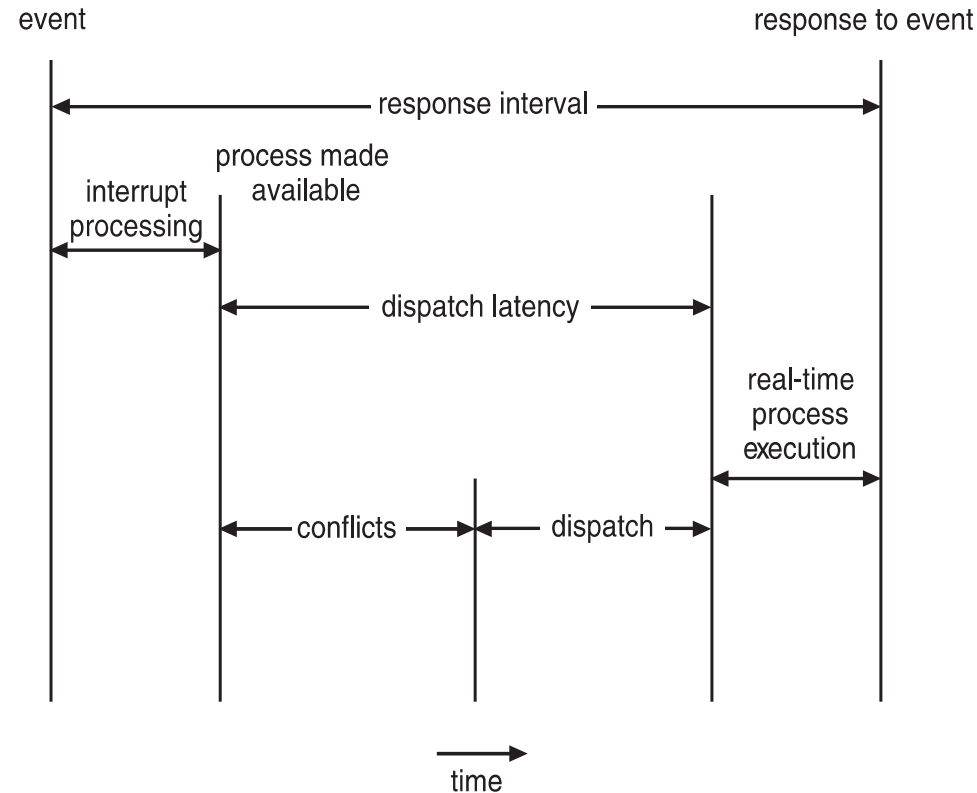 event
response to event
response interval
process made
available
interrupt
processing
dispatch latency
real-time
process
execution
conflicts
dispatch
time